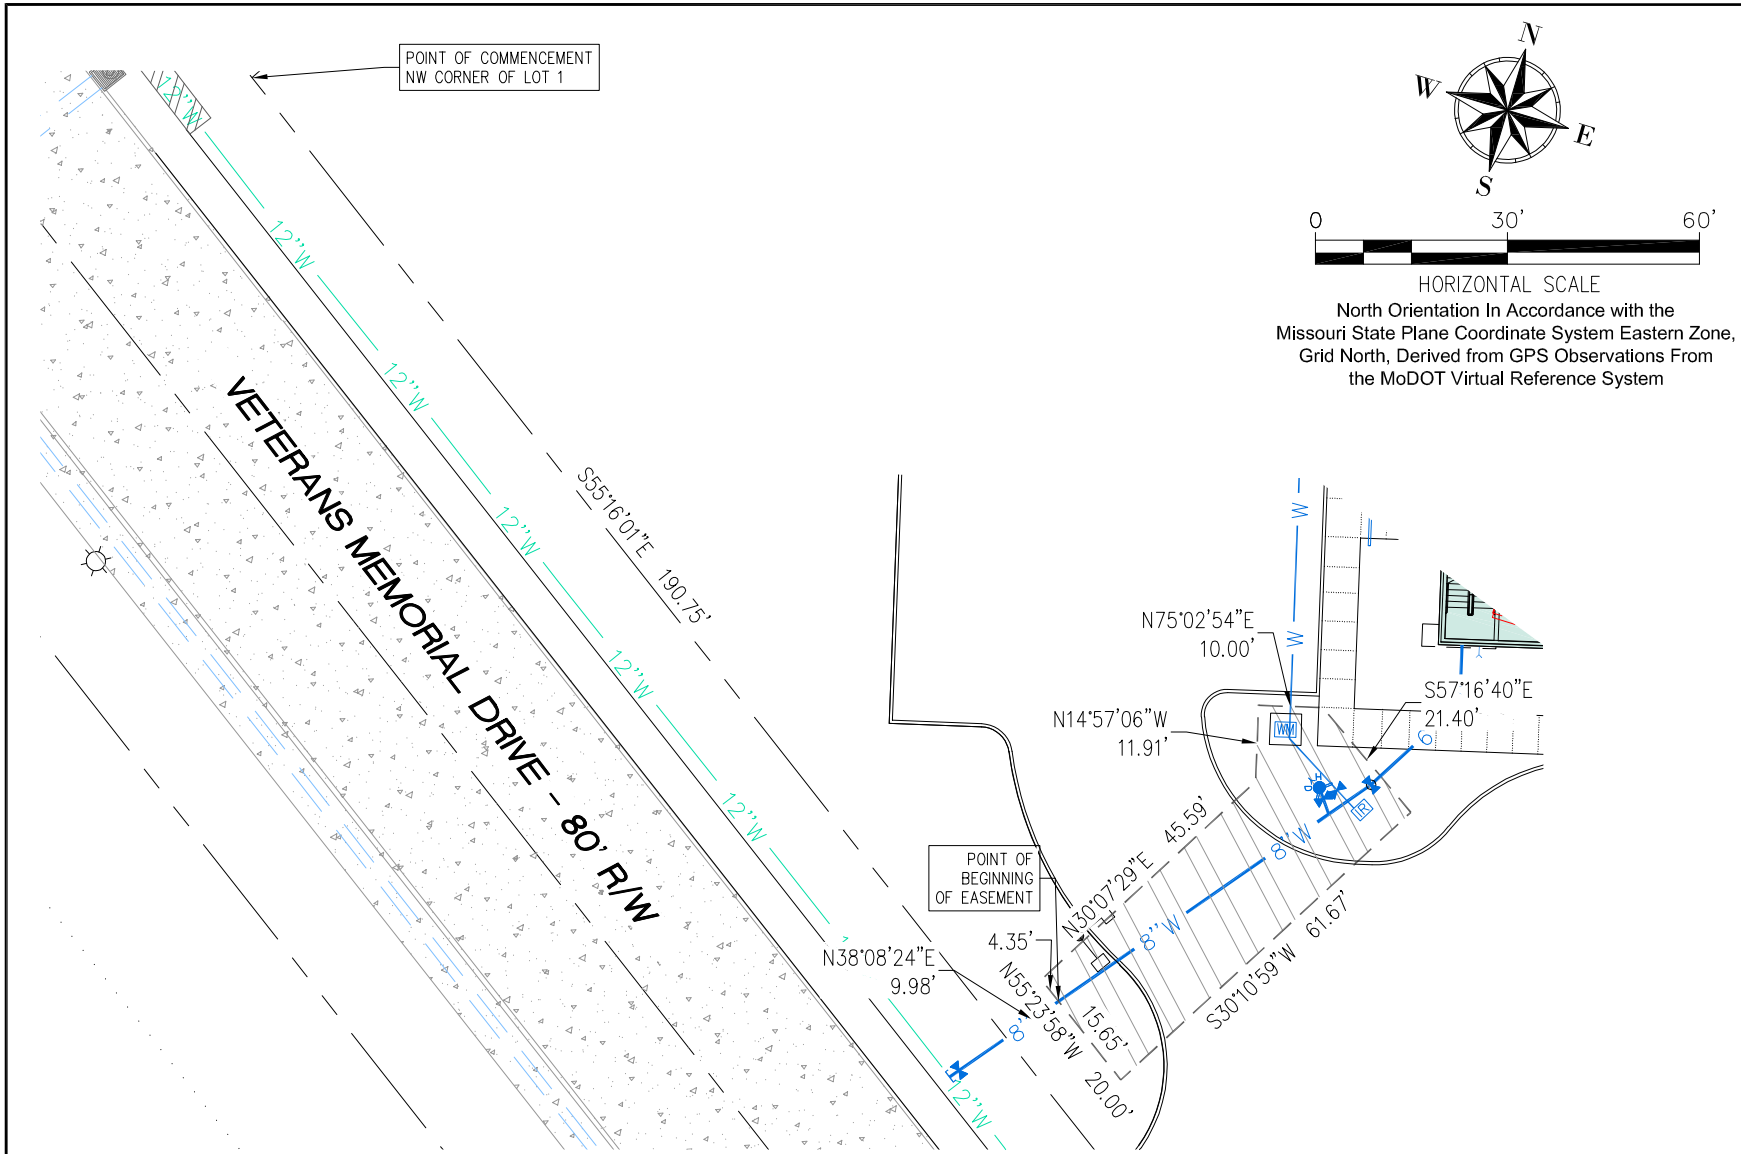 POINT OF COMMENCEMENT
NW CORNER OF LOT 1
N
W
E
S
0 30' 60'
HORIZONTAL SCALE
North Orientation In Accordance with the
Missouri State Plane Coordinate System Eastern Zone,
Grid North, Derived from GPS Observations From
the MoDOT Virtual Reference System
12"W
12"W
12"W
12"W
12"W
12"W
12"W
S55°16'01"E 190.75'
VETERANS MEMORIAL DRIVE - 80' R/W
W
W
N75°02'54"E
10.00'
S57°16'40"E
21.40'
N14°57'06"W
11.91'
WM
IR
6
8"W
8"W
8"
45.59'
N30°07'29"E
POINT OF
BEGINNING
OF EASEMENT
4.35'
N38°08'24"E
9.98'
N55°23'58"W
15.65'
20.00'
S30°10'59"W 61.67'